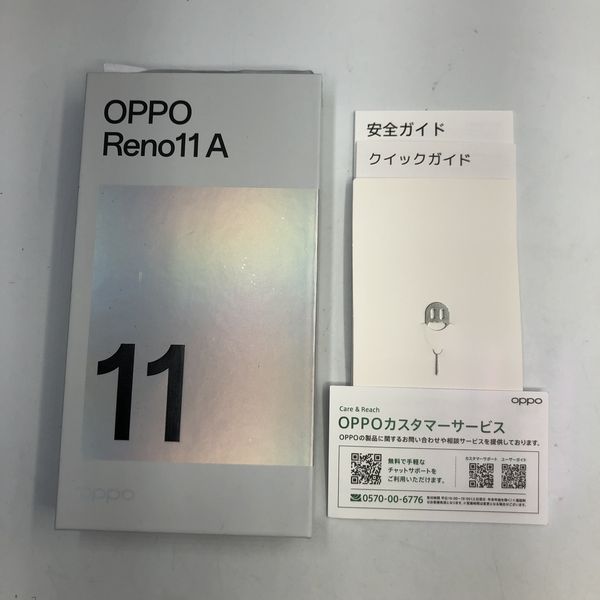 OPPO
Reno11 A
11
oppo
安全ガイド
クイックガイド
oppo
Care & Reach
OPPOカスタマーサービス
OPPOの製品に関するお問い合わせや相談サービスを提供しております。
無料で手軽な
チャットサポートを
ご利用いただけます。
カスタマーサポート ユーザーガイド
0570-00-6776